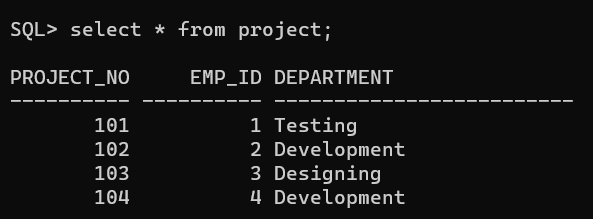 SQL> select * from project;
PROJECT_NO     EMP_ID DEPARTMENT
---------- ---------- -------------------------
       101          1 Testing
       102          2 Development
       103          3 Designing
       104          4 Development